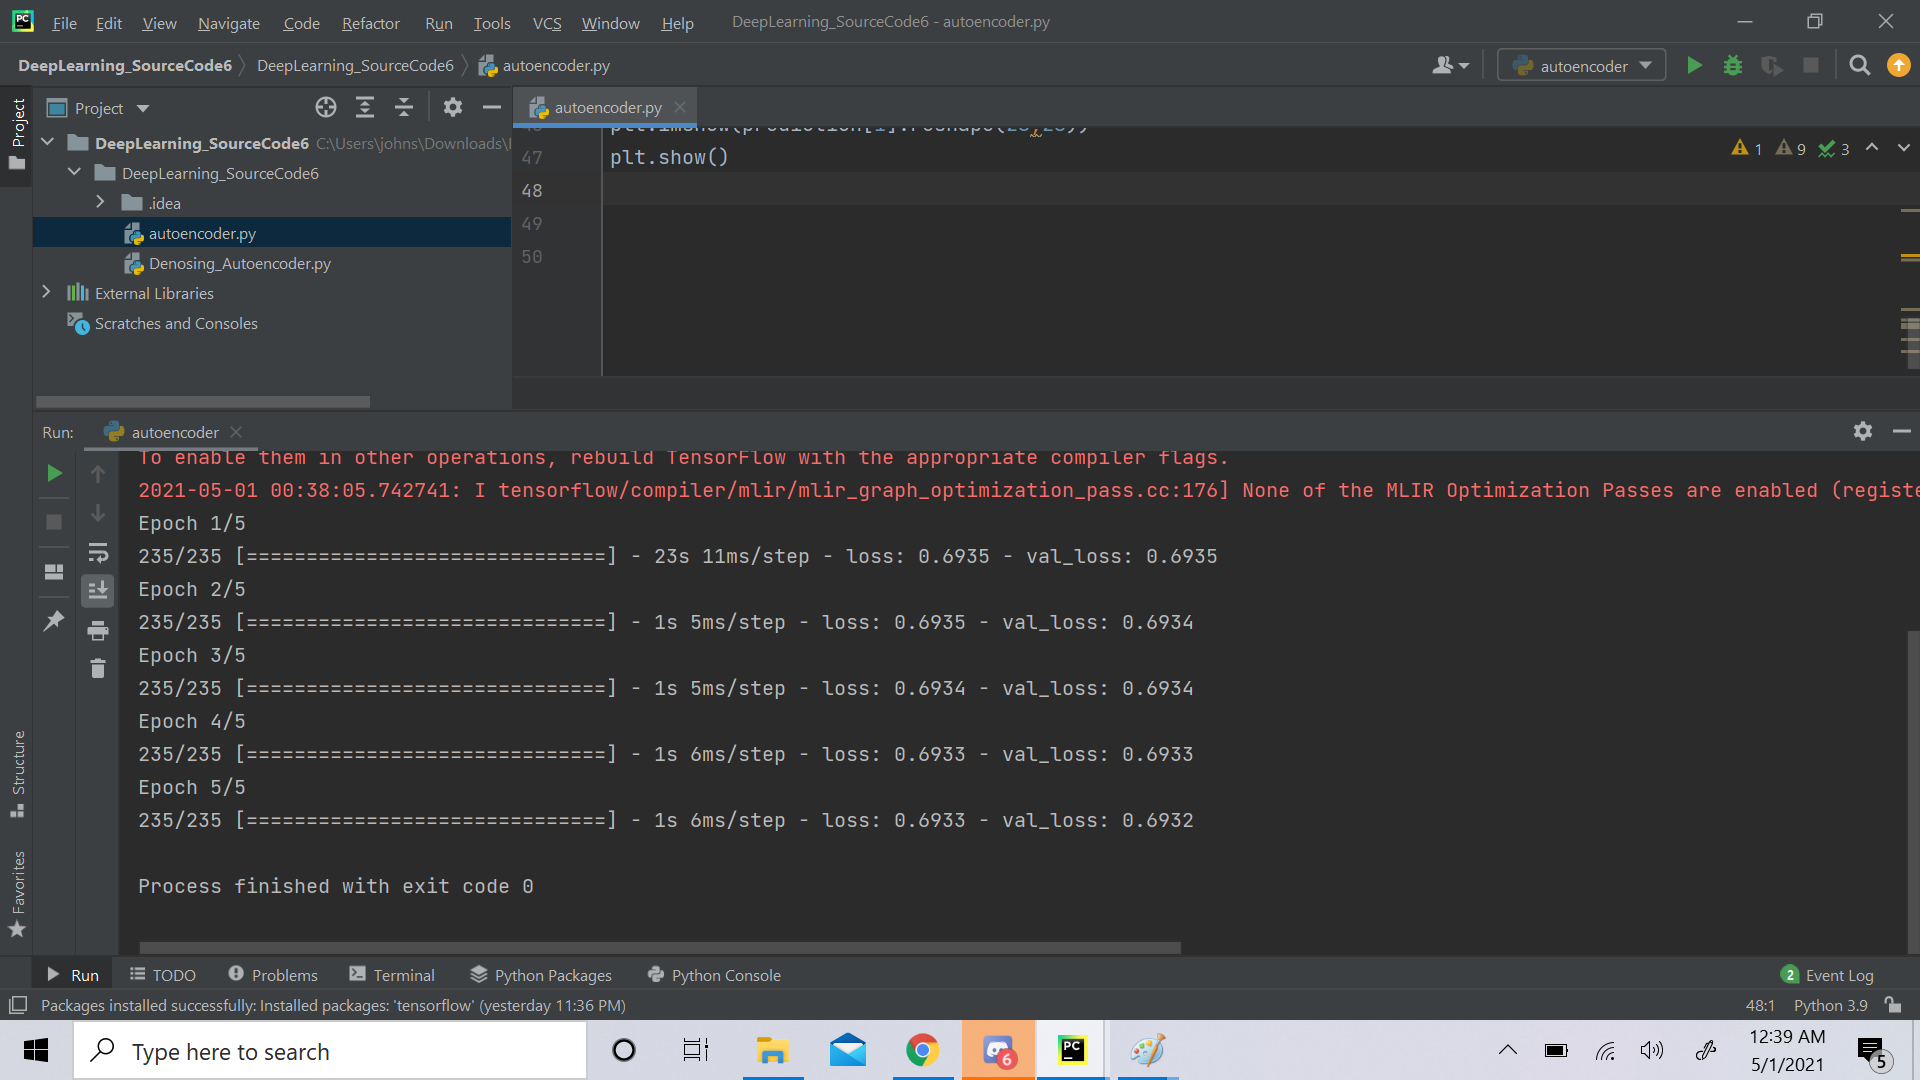 PC File Edit View Navigate Code Refactor Run Tools VCS Window Help DeepLearning_SourceCode6 - autoencoder.py
DeepLearning_SourceCode6 DeepLearning_SourceCode6 autoencoder.py autoencoder
Project
Project
autoencoder.py
DeepLearning_SourceCode6 C:\Users\johns\Downloads\
DeepLearning_SourceCode6
.idea
autoencoder.py
Denosing_Autoencoder.py
External Libraries
Scratches and Consoles
47 plt.show()
48
49
50
1 9 3
Run: autoencoder
To enable them in other operations, rebuild TensorFlow with the appropriate compiler flags.
2021-05-01 00:38:05.742741: I tensorflow/compiler/mlir/mlir_graph_optimization_pass.cc:176] None of the MLIR Optimization Passes are enabled (registe
Epoch 1/5
235/235 [==============================] - 23s 11ms/step - loss: 0.6935 - val_loss: 0.6935
Epoch 2/5
235/235 [==============================] - 1s 5ms/step - loss: 0.6935 - val_loss: 0.6934
Epoch 3/5
235/235 [==============================] - 1s 5ms/step - loss: 0.6934 - val_loss: 0.6934
Epoch 4/5
235/235 [==============================] - 1s 6ms/step - loss: 0.6933 - val_loss: 0.6933
Epoch 5/5
235/235 [==============================] - 1s 6ms/step - loss: 0.6933 - val_loss: 0.6932
Process finished with exit code 0
Structure
Favorites
Run TODO Problems Terminal Python Packages Python Console 2 Event Log
Packages installed successfully: Installed packages: 'tensorflow' (yesterday 11:36 PM) 48:1 Python 3.9
Type here to search
6
PC
12:39 AM
5/1/2021
5